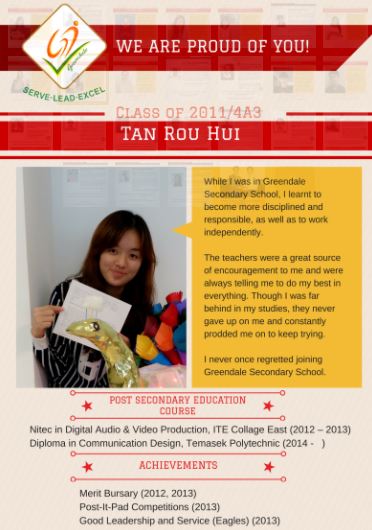 Greendale
SERVE-LEAD-EXCEL
WE ARE PROUD OF YOU!
CLASS OF 2011/4A3
TAN ROU HUI
While I was in Greendale
Secondary School, I learnt to
become more disciplined and
responsible, as well as to work
independently.
The teachers were a great source
of encouragement to me and were
always telling me to do my best in
everything. Though I was far
behind in my studies, they never
gave up on me and constantly
prodded me on to keep trying.
I never once regretted joining
Greendale Secondary School.
POST SECONDARY EDUCATION
COURSE
Nitec in Digital Audio & Video Production, ITE Collage East (2012 – 2013)
Diploma in Communication Design, Temasek Polytechnic (2014 - )
ACHIEVEMENTS
Merit Bursary (2012, 2013)
Post-It-Pad Competitions (2013)
Good Leadership and Service (Eagles) (2013)